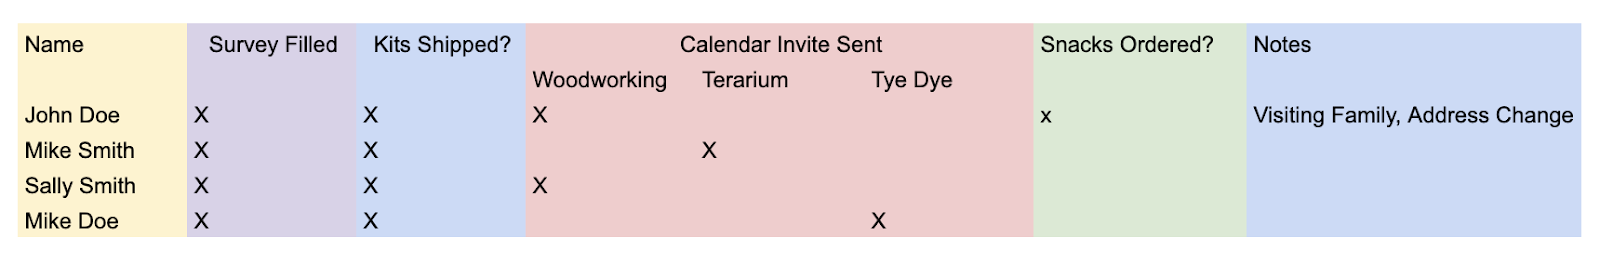 Name Survey Filled Kits Shipped? Calendar Invite Sent Snacks Ordered? Notes
Woodworking Terarium Tye Dye
John Doe X X X x Visiting Family, Address Change
Mike Smith X X X
Sally Smith X X X
Mike Doe X X X